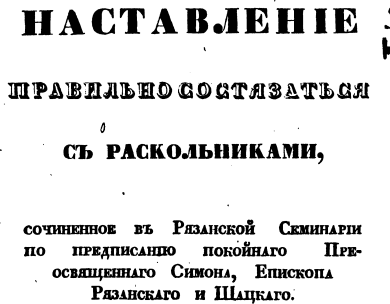 НАСТАВЛЕНІЕ
ПРАВИЛЬНО СОСТЯЗАТЬСЯ
СЪ РАСКОЛЬНИКАМИ,
СОЧИНЕННОЕ ВЪ РЯЗАНСКОЙ СЕМИНАРІИ
ПО ПРЕДПИСАНІЮ ПОКОЙНАГО ПРЕ-
ОСВЯЩЕННАГО СИМОНА, ЕПИСКОПА
РЯЗАНСКАГО И ШАЦКАГО.